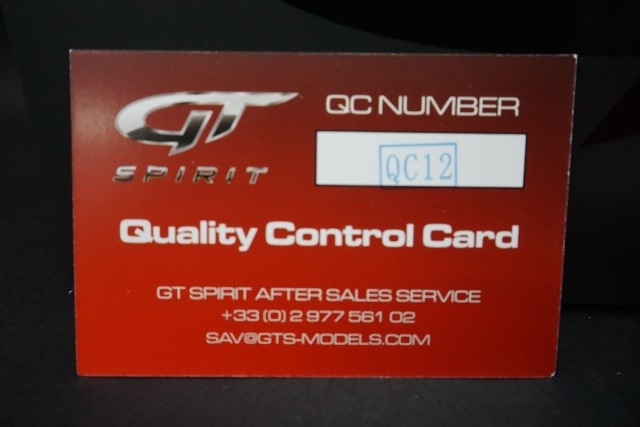 GT
SPIRIT
QC NUMBER
QC12
Quality Control Card
GT SPIRIT AFTER SALES SERVICE
+33 (0) 2 977 561 02
SAV@GTS-MODELS.COM